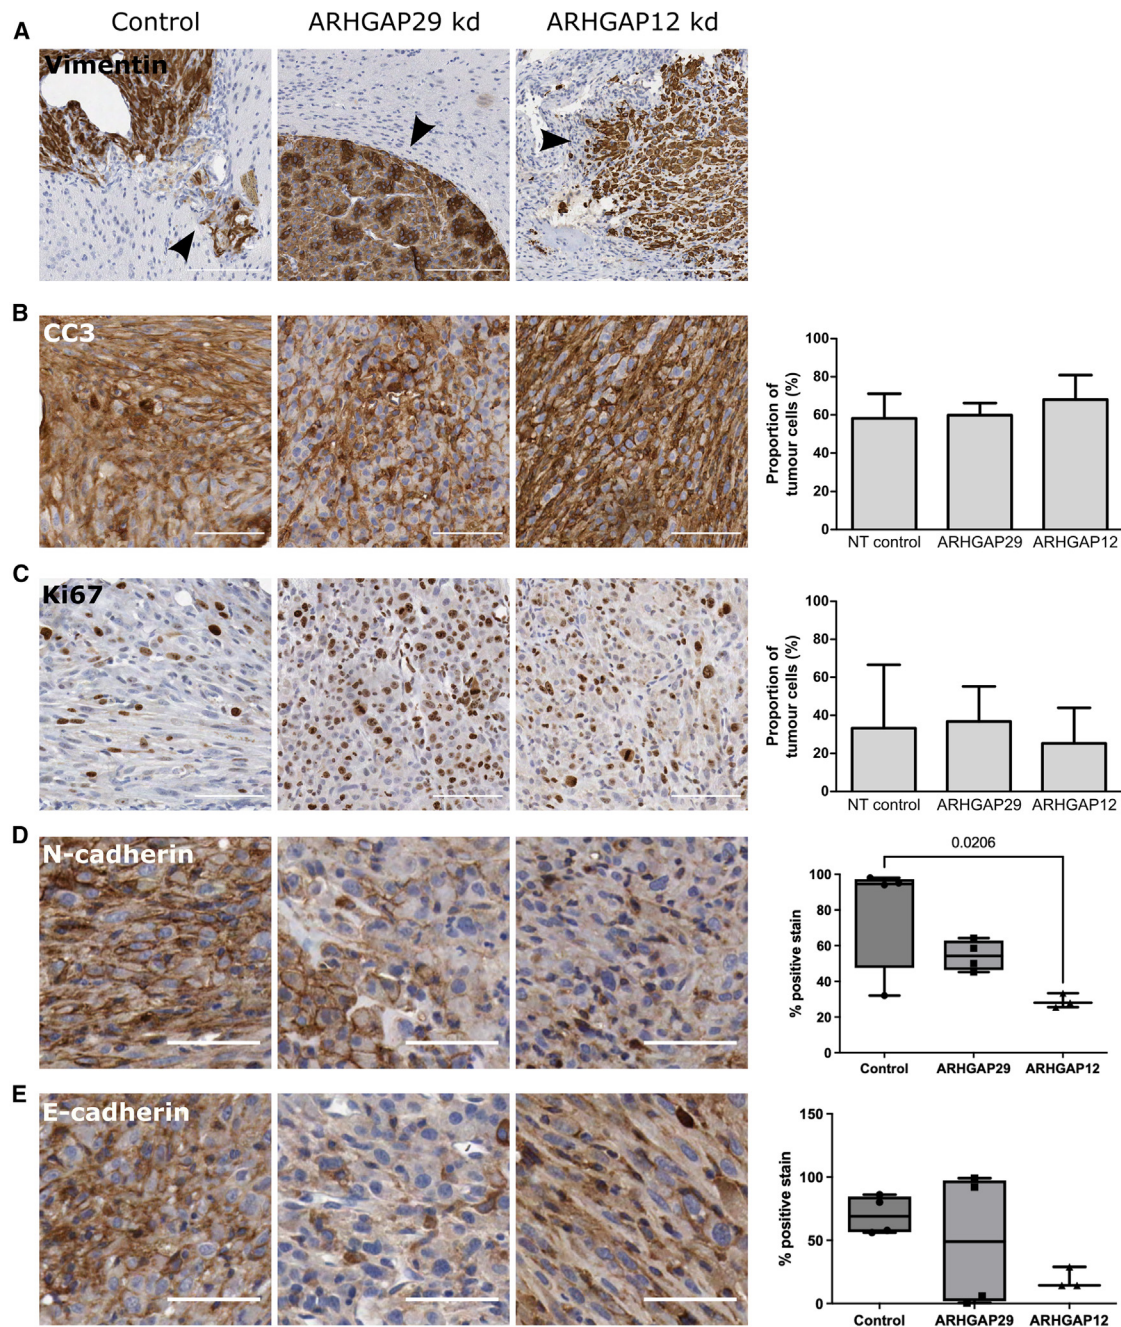 Control ARHGAP29 kd ARHGAP12 kd
A
Vimentin
B
CC3
Proportion of
tumour cells (%)
100
80
60
40
20
0
NT control ARHGAP29 ARHGAP12
C
Ki67
Proportion of
tumour cells (%)
100
80
60
40
20
0
NT control ARHGAP29 ARHGAP12
D
N-cadherin
0.0206
% positive stain
100
80
60
40
20
0
Control ARHGAP29 ARHGAP12
E
E-cadherin
% positive stain
150
100
50
0
Control ARHGAP29 ARHGAP12